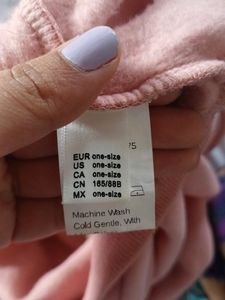 75
EUR one-size
US one-size
CA one-size
CN 165/88B
MX one-size
Machine Wash
Cold Gentle, With